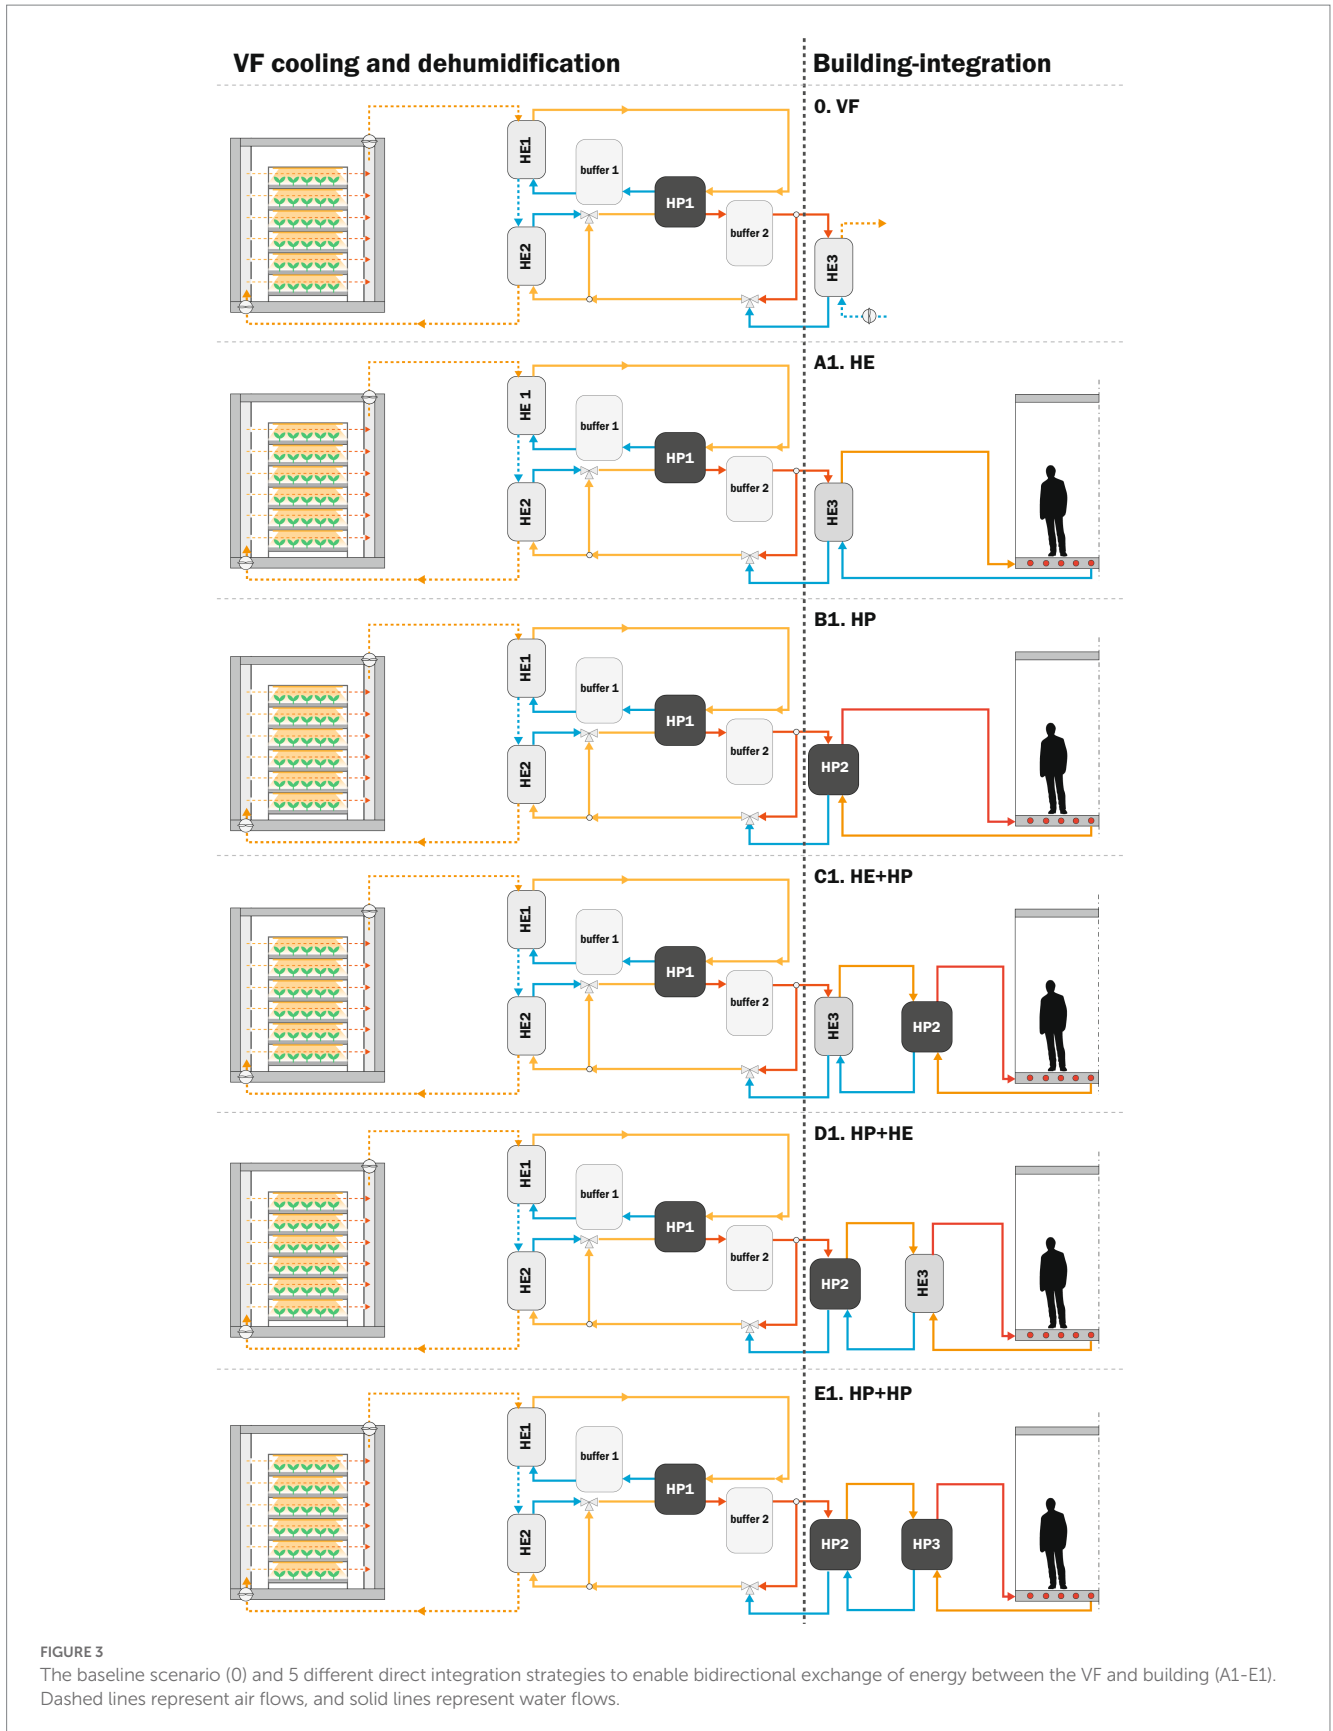 VF cooling and dehumidification
Building-integration
0. VF
HE1
buffer 1
HP1
buffer 2
HE2
HE3
A1. HE
HE 1
buffer 1
HP1
buffer 2
HE2
HE3
B1. HP
HE1
buffer 1
HP1
buffer 2
HE2
HP2
C1. HE+HP
HE1
buffer 1
HP1
buffer 2
HE2
HE3
HP2
D1. HP+HE
HE1
buffer 1
HP1
buffer 2
HE2
HP2
HE3
E1. HP+HP
HE1
buffer 1
HP1
buffer 2
HE2
HP2
HP3
FIGURE 3
The baseline scenario (0) and 5 different direct integration strategies to enable bidirectional exchange of energy between the VF and building (A1-E1).
Dashed lines represent air flows, and solid lines represent water flows.